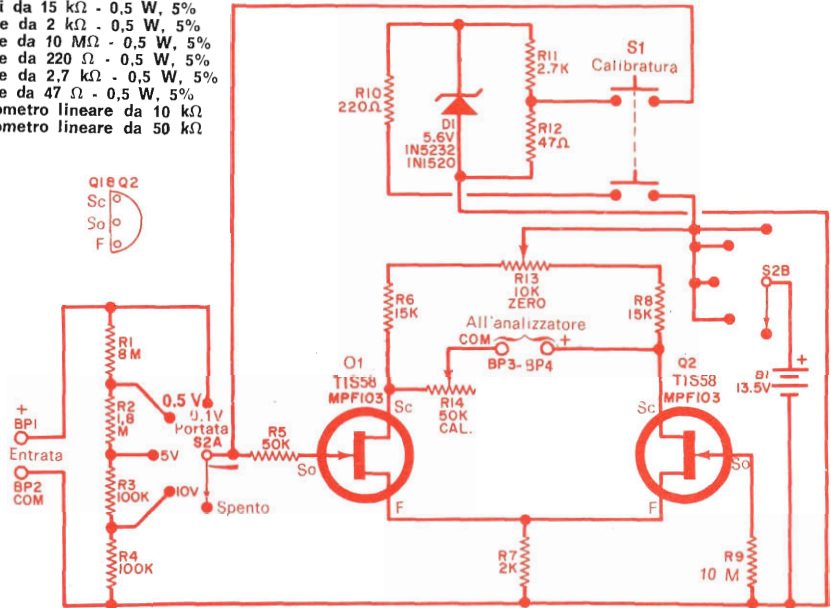 i da 15 kΩ - 0,5 W, 5%
e da 2 kΩ - 0,5 W, 5%
e da 10 MΩ - 0,5 W, 5%
e da 220 Ω - 0,5 W, 5%
e da 2,7 kΩ - 0,5 W, 5%
e da 47 Ω - 0,5 W, 5%
ometro lineare da 10 kΩ
ometro lineare da 50 kΩ
Q1 8 Q2
Sc
So
F
R10
220Ω
D1
5.6V
1N5232
1N1520
R11
2.7K
R12
47Ω
S1
Calibratura
S2B
R13
10K
ZERO
R6
15K
R8
15K
All'analizzatore
COM
+
BP3-BP4
R14
50K
CAL.
B1
13.5V
+
R1
8M
R2
1,8
M
R3
100K
R4
100K
0.5 V
0.1V
Portata
S2A
5V
10V
Spento
+
BP1
Entrata
BP2
COM
R5
50K
Q1
TIS58
MPF103
Sc
So
F
Q2
TIS58
MPF103
Sc
So
F
R7
2K
R9
10 M